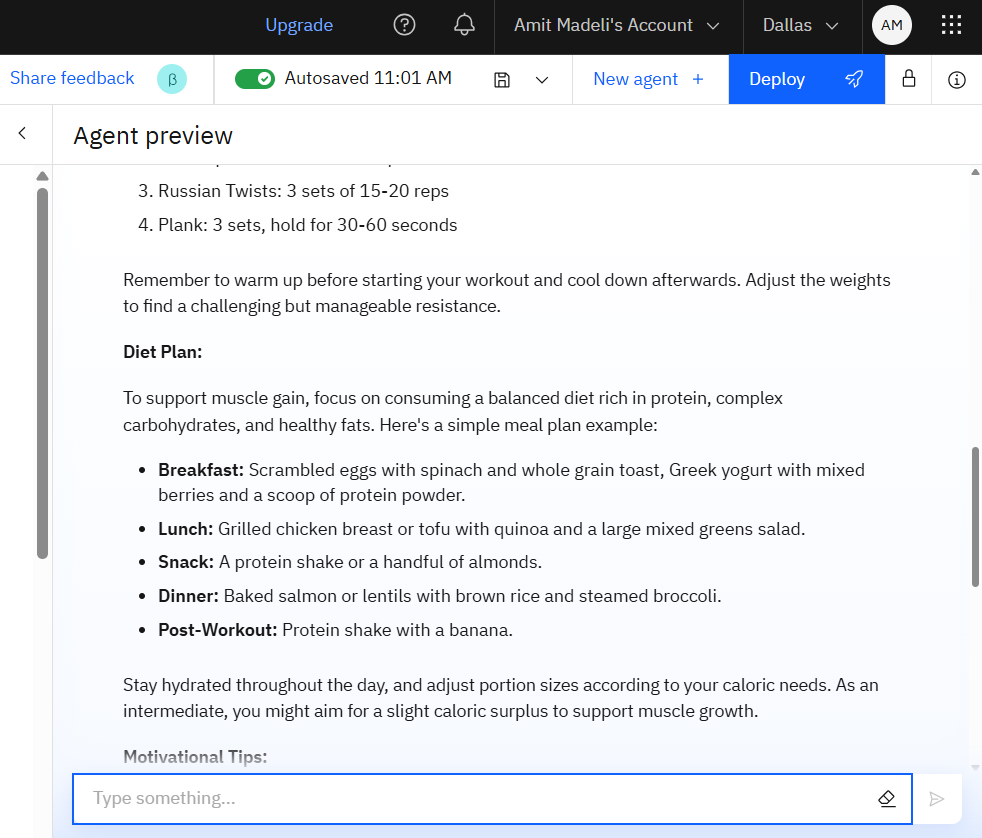 Upgrade
Amit Madeli's Account
Dallas
AM
Share feedback
β
Autosaved 11:01 AM
New agent +
Deploy
Agent preview
3. Russian Twists: 3 sets of 15-20 reps
4. Plank: 3 sets, hold for 30-60 seconds
Remember to warm up before starting your workout and cool down afterwards. Adjust the weights
to find a challenging but manageable resistance.
Diet Plan:
To support muscle gain, focus on consuming a balanced diet rich in protein, complex
carbohydrates, and healthy fats. Here's a simple meal plan example:
• Breakfast: Scrambled eggs with spinach and whole grain toast, Greek yogurt with mixed
berries and a scoop of protein powder.
• Lunch: Grilled chicken breast or tofu with quinoa and a large mixed greens salad.
• Snack: A protein shake or a handful of almonds.
• Dinner: Baked salmon or lentils with brown rice and steamed broccoli.
• Post-Workout: Protein shake with a banana.
Stay hydrated throughout the day, and adjust portion sizes according to your caloric needs. As an
intermediate, you might aim for a slight caloric surplus to support muscle growth.
Motivational Tips:
Type something...